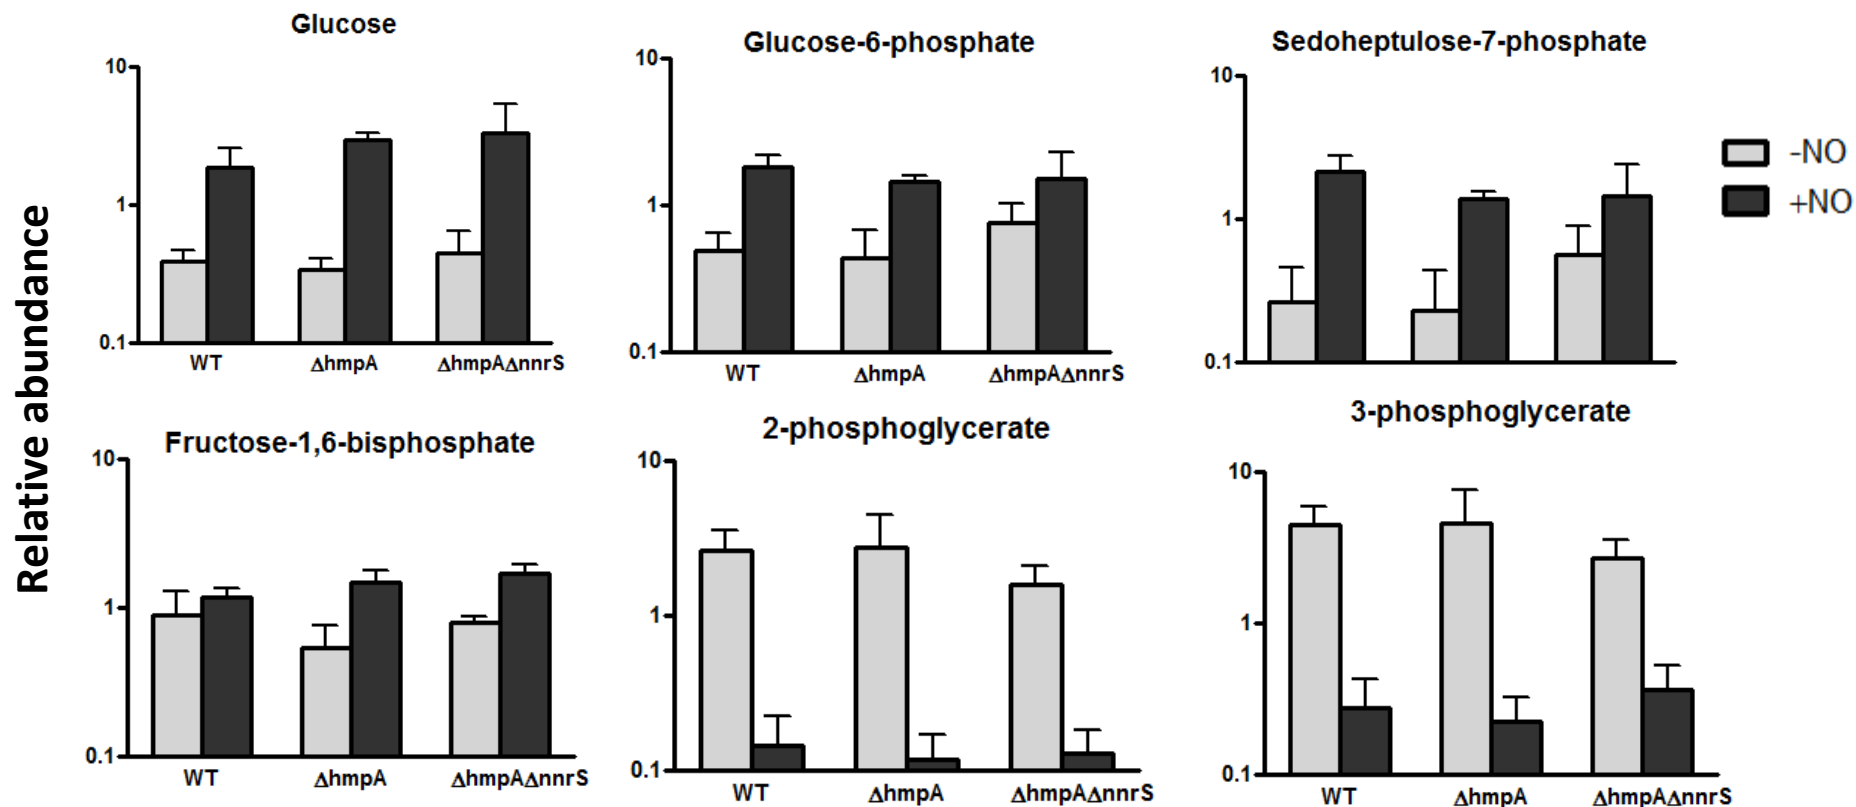 Relative abundance
Glucose
10
1
0.1
WT ΔhmpA ΔhmpAΔnnrS
Glucose-6-phosphate
10
1
0.1
WT ΔhmpA ΔhmpAΔnnrS
Sedoheptulose-7-phosphate
10
1
0.1
-NO
+NO
Fructose-1,6-bisphosphate
10
1
0.1
WT ΔhmpA ΔhmpAΔnnrS
2-phosphoglycerate
10
1
0.1
WT ΔhmpA ΔhmpAΔnnrS
3-phosphoglycerate
10
1
0.1
WT ΔhmpA ΔhmpAΔnnrS